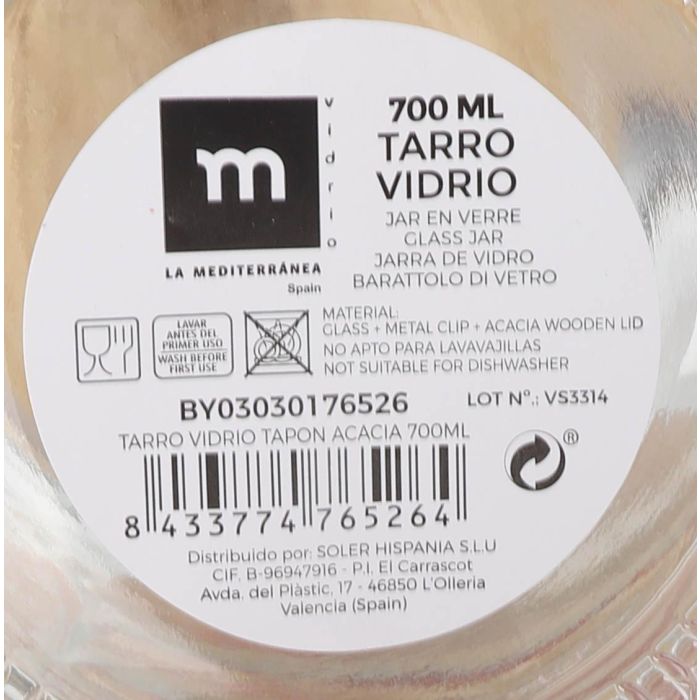 m
vidrio
LA MEDITERRÁNEA
Spain
700 ML
TARRO
VIDRIO
JAR EN VERRE
GLASS JAR
JARRA DE VIDRO
BARATTOLO DI VETRO
LAVAR
ANTES DEL
PRIMER USO
WASH BEFORE
FIRST USE
MATERIAL:
GLASS + METAL CLIP + ACACIA WOODEN LID
NO APTO PARA LAVAVAJILLAS
NOT SUITABLE FOR DISHWASHER
BY03030176526
LOT Nº.: VS3314
TARRO VIDRIO TAPON ACACIA 700ML
®
8 433774 765264
Distribuido por: SOLER HISPANIA S.L.U
CIF. B-96947916 - P.I. El Carrascot
Avda. del Plàstic, 17 - 46850 L'Olleria
Valencia (Spain)